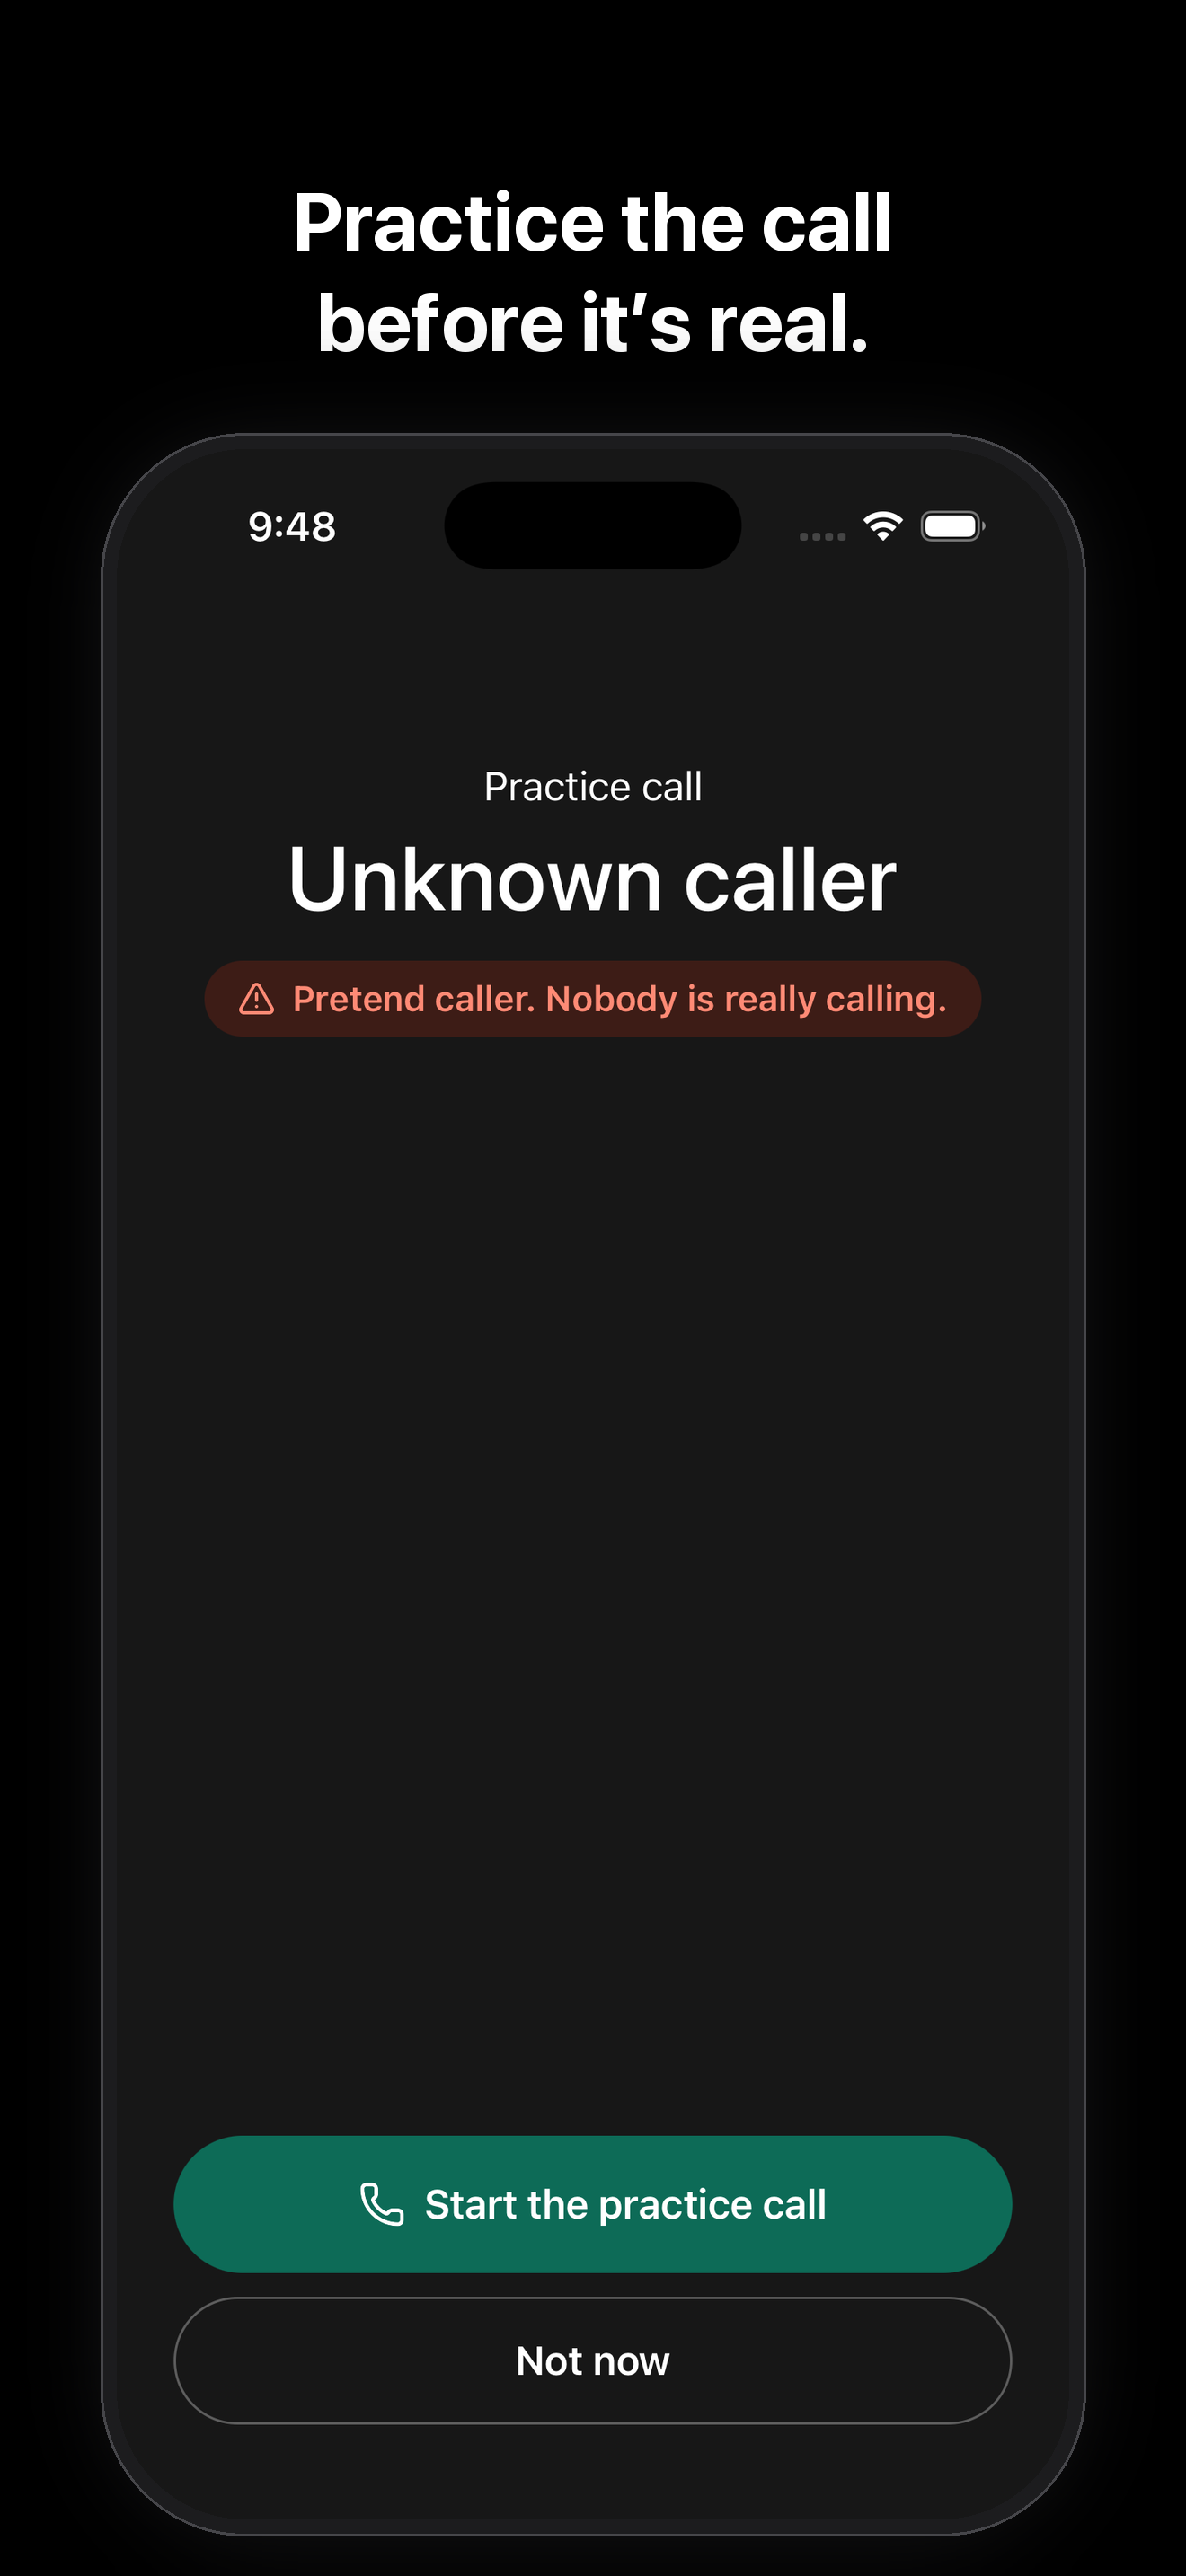 Practice the call
before it’s real.
9:48
Practice call
Unknown caller
Pretend caller. Nobody is really calling.
Start the practice call
Not now